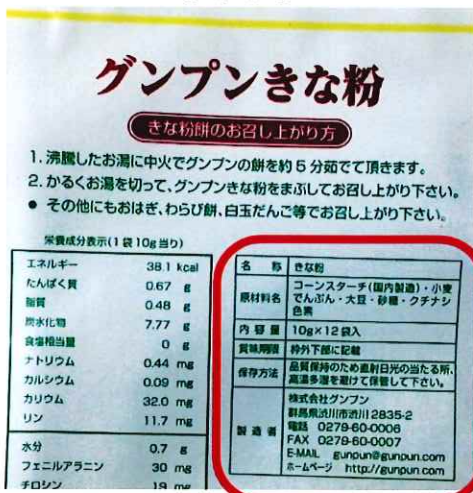 グンプンきな粉
きな粉餅のお召し上がり方
1. 沸騰したお湯に中火でグンプンの餅を約5分茹でて頂きます。
2. かるくお湯を切って、グンプンきな粉をまぶしてお召し上がり下さい。
● その他にもおはぎ、わらび餅、白玉だんご等でお召し上がり下さい。
栄養成分表示(1袋10g当り)
エネルギー 38.1 kcal
たんぱく質 0.67 g
脂質 0.48 g
炭水化物 7.77 g
食塩相当量 0 g
ナトリウム 0.44 mg
カルシウム 0.09 mg
カリウム 32.0 mg
リン 11.7 mg
水分 0.7 g
フェニルアラニン 30 mg
チロシン 19 mg
名称 きな粉
原材料名 コーンスターチ(国内製造)・小麦
でんぷん・大豆・砂糖・クチナシ
色素
内容量 10g×12袋入
賞味期限 枠外下部に記載
保存方法 品質保持のため直射日光の当たる所、
高温多湿を避けて保管して下さい。
製造者 株式会社グンプン
群馬県渋川市渋川2835-2
電話 0279-60-0006
FAX 0279-60-0007
E-MAIL gunpun@gunpun.com
ホームページ http://gunpun.com